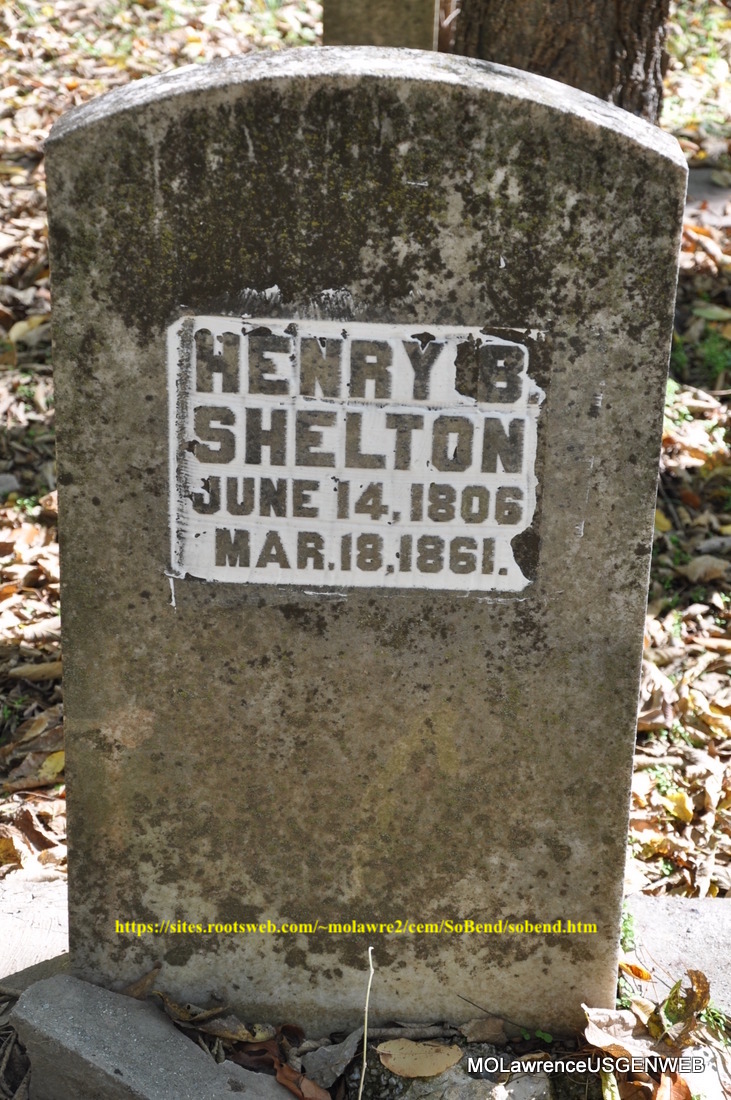 HENRY B.
SHELTON
JUNE 14, 1806
MAR. 18, 1861.
https://sites.rootsweb.com/~molawre2/cem/SoBend/sobend.htm
MOLawrenceUSGENWEB